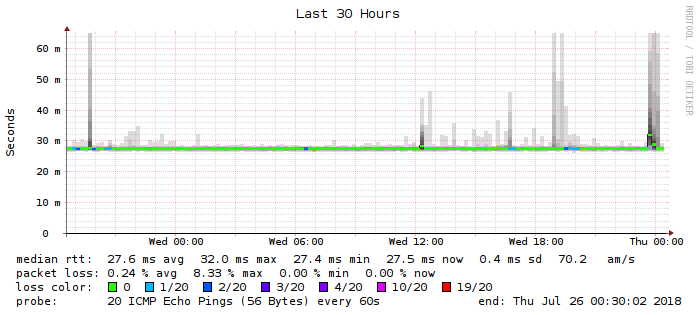 Last 30 Hours
RRDTOOL / TOBI OETIKER
Seconds
60 m
50 m
40 m
30 m
20 m
10 m
0
Wed 00:00 Wed 06:00 Wed 12:00 Wed 18:00 Thu 00:00
median rtt: 27.6 ms avg 32.0 ms max 27.4 ms min 27.5 ms now 0.4 ms sd 70.2 am/s
packet loss: 0.24 % avg 8.33 % max 0.00 % min 0.00 % now
loss color: 0 1/20 2/20 3/20 4/20 10/20 19/20
probe: 20 ICMP Echo Pings (56 Bytes) every 60s end: Thu Jul 26 00:30:02 2018